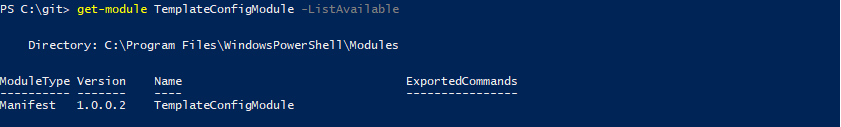 PS C:\git> get-module TemplateConfigModule -ListAvailable
Directory: C:\Program Files\WindowsPowerShell\Modules
ModuleType Version Name ExportedCommands
---------- ------- ---- ----------------
Manifest 1.0.0.2 TemplateConfigModule